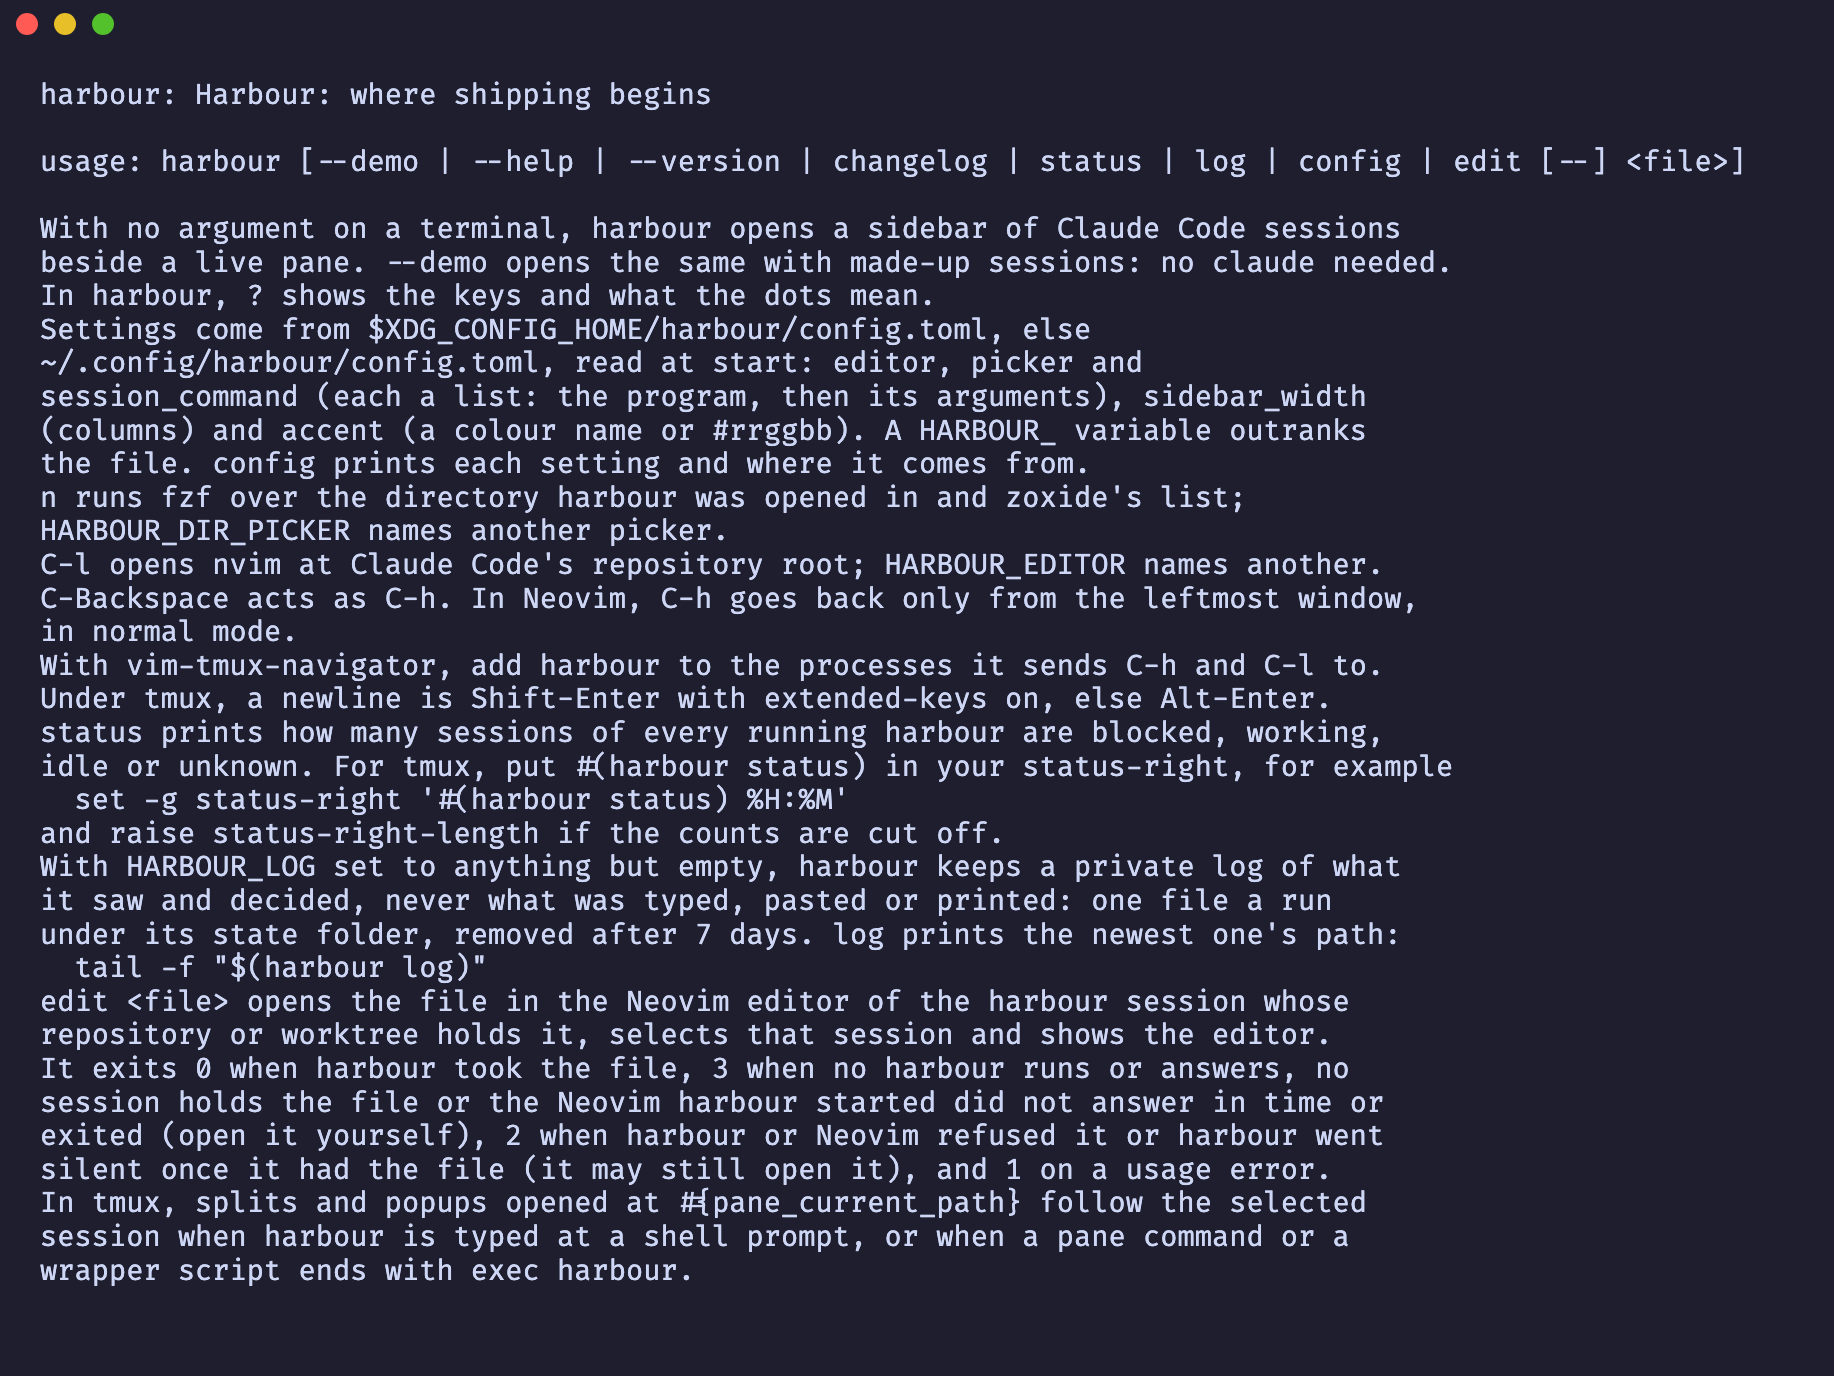 harbour: Harbour: where shipping begins
usage: harbour [--demo | --help | --version | changelog | status | log | config | edit [--] <file>]
With no argument on a terminal, harbour opens a sidebar of Claude Code sessions
beside a live pane. --demo opens the same with made-up sessions: no claude needed.
In harbour, ? shows the keys and what the dots mean.
Settings come from $XDG_CONFIG_HOME/harbour/config.toml, else
~/.config/harbour/config.toml, read at start: editor, picker and
session_command (each a list: the program, then its arguments), sidebar_width
(columns) and accent (a colour name or #rrggbb). A HARBOUR_ variable outranks
the file. config prints each setting and where it comes from.
n runs fzf over the directory harbour was opened in and zoxide's list;
HARBOUR_DIR_PICKER names another picker.
C-l opens nvim at Claude Code's repository root; HARBOUR_EDITOR names another.
C-Backspace acts as C-h. In Neovim, C-h goes back only from the leftmost window,
in normal mode.
With vim-tmux-navigator, add harbour to the processes it sends C-h and C-l to.
Under tmux, a newline is Shift-Enter with extended-keys on, else Alt-Enter.
status prints how many sessions of every running harbour are blocked, working,
idle or unknown. For tmux, put #(harbour status) in your status-right, for example
  set -g status-right '#(harbour status) %H:%M'
and raise status-right-length if the counts are cut off.
With HARBOUR_LOG set to anything but empty, harbour keeps a private log of what
it saw and decided, never what was typed, pasted or printed: one file a run
under its state folder, removed after 7 days. log prints the newest one's path:
  tail -f "$(harbour log)"
edit <file> opens the file in the Neovim editor of the harbour session whose
repository or worktree holds it, selects that session and shows the editor.
It exits 0 when harbour took the file, 3 when no harbour runs or answers, no
session holds the file or the Neovim harbour started did not answer in time or
exited (open it yourself), 2 when harbour or Neovim refused it or harbour went
silent once it had the file (it may still open it), and 1 on a usage error.
In tmux, splits and popups opened at #{pane_current_path} follow the selected
session when harbour is typed at a shell prompt, or when a pane command or a
wrapper script ends with exec harbour.